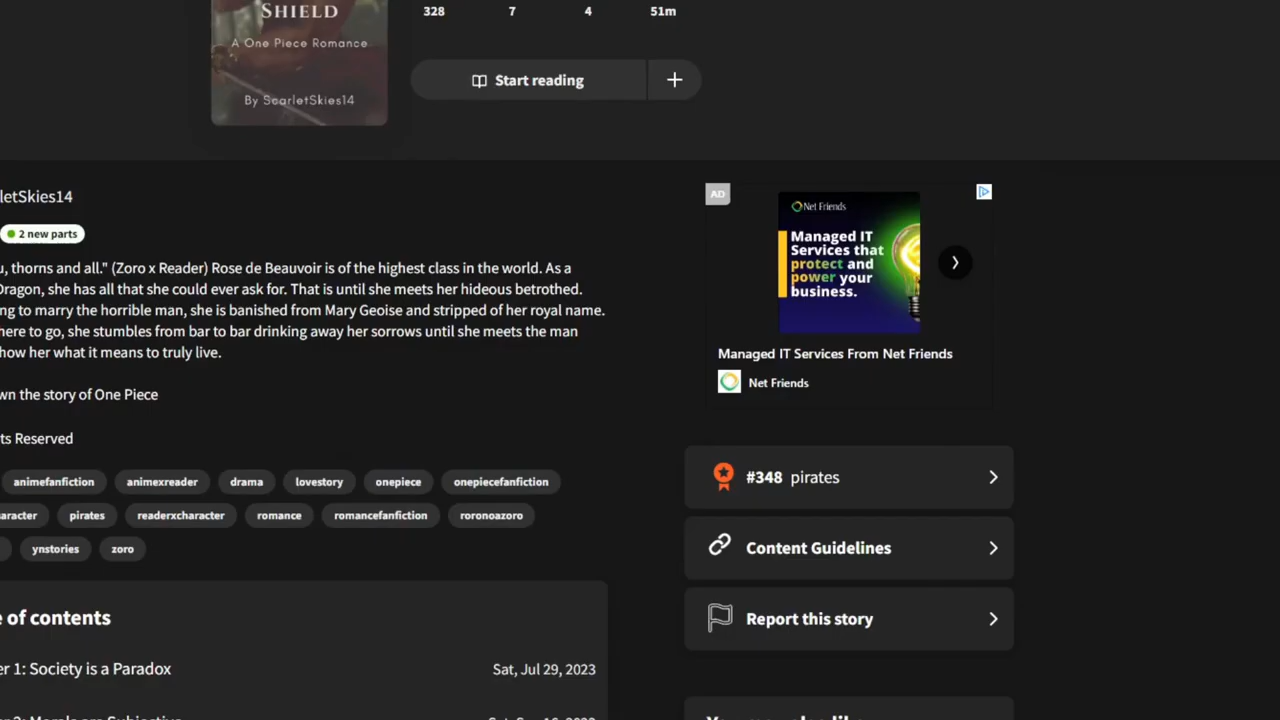 SHIELD
A One Piece Romance
By ScarletSkies14
328 7 4 51m
Start reading
letSkies14
2 new parts
u, thorns and all." (Zoro x Reader) Rose de Beauvoir is of the highest class in the world. As a
Dragon, she has all that she could ever ask for. That is until she meets her hideous betrothed.
ng to marry the horrible man, she is banished from Mary Geoise and stripped of her royal name.
here to go, she stumbles from bar to bar drinking away her sorrows until she meets the man
how her what it means to truly live.
wn the story of One Piece
ts Reserved
animefanfiction animexreader drama lovestory onepiece onepiecefanfiction
aracter pirates readerxcharacter romance romancefanfiction roronoazoro
ynstories zoro
e of contents
er 1: Society is a Paradox Sat, Jul 29, 2023
AD
Net Friends
Managed IT
Services that
protect and
power your
business.
Managed IT Services From Net Friends
Net Friends
#348 pirates
Content Guidelines
Report this story